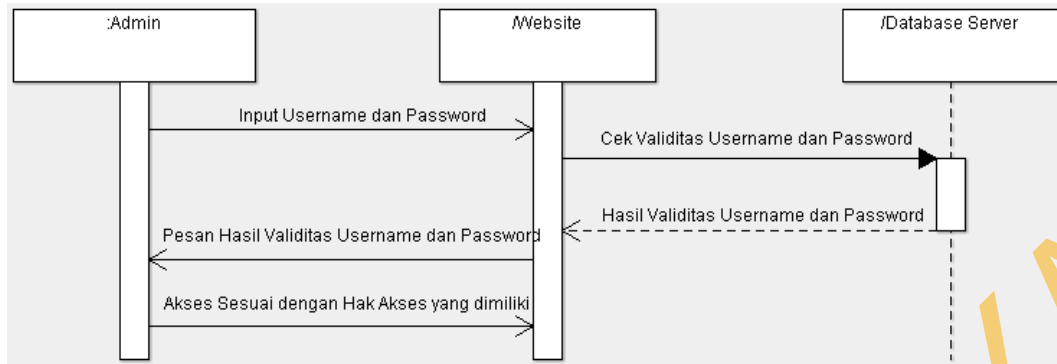 :Admin
/Website
/Database Server
Input Username dan Password
Cek Validitas Username dan Password
Hasil Validitas Username dan Password
Pesan Hasil Validitas Username dan Password
Akses Sesuai dengan Hak Akses yang dimiliki